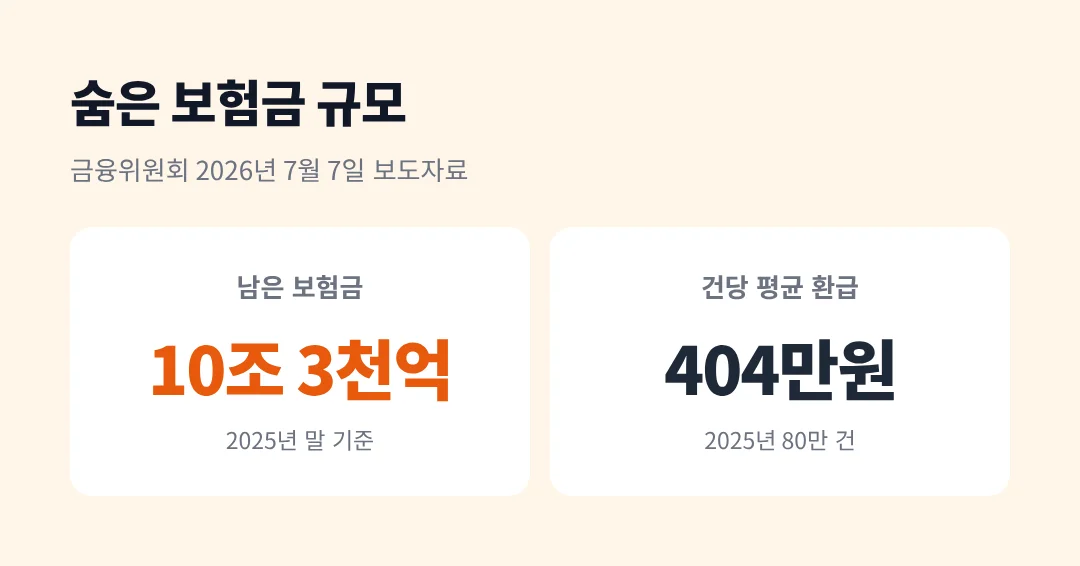 숨은 보험금 규모
금융위원회 2026년 7월 7일 보도자료
남은 보험금
10조 3천억
2025년 말 기준
건당 평균 환급
404만원
2025년 80만 건